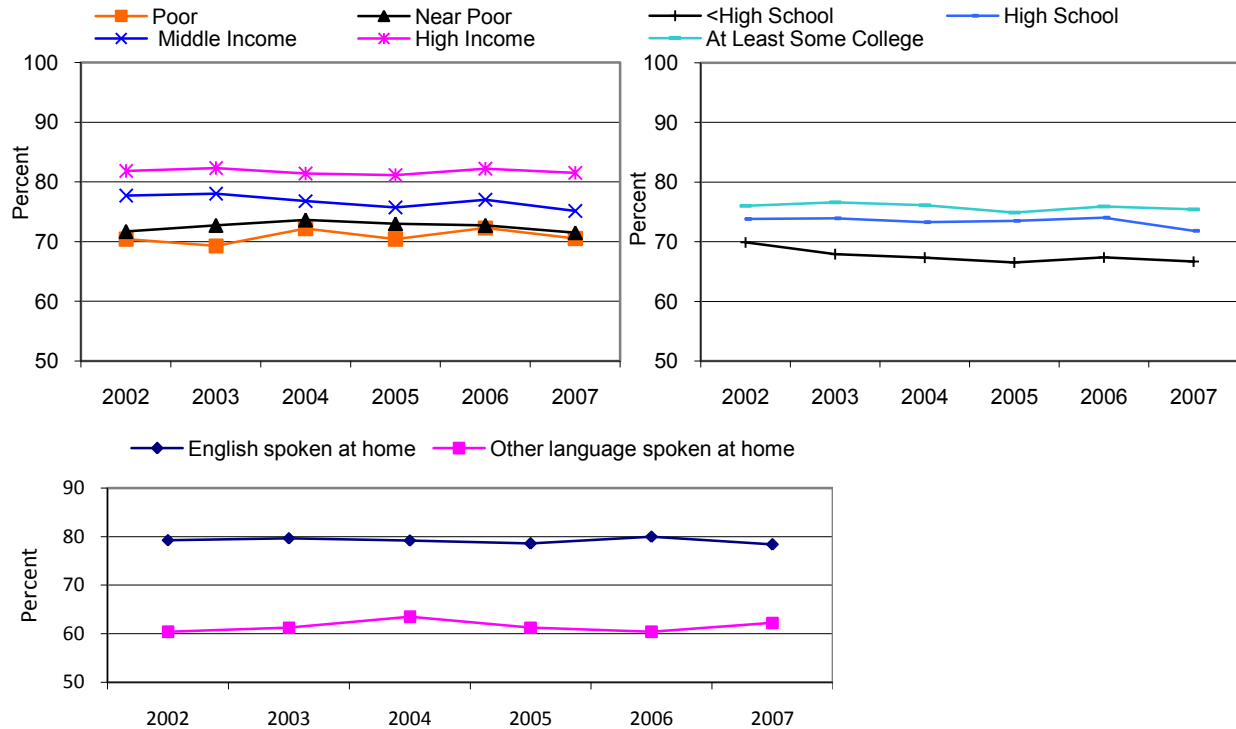 Poor Near Poor
Middle Income High Income
Percent
100
90
80
70
60
50
2002 2003 2004 2005 2006 2007
<High School High School
At Least Some College
Percent
100
90
80
70
60
50
2002 2003 2004 2005 2006 2007
English spoken at home Other language spoken at home
Percent
90
80
70
60
50
2002 2003 2004 2005 2006 2007